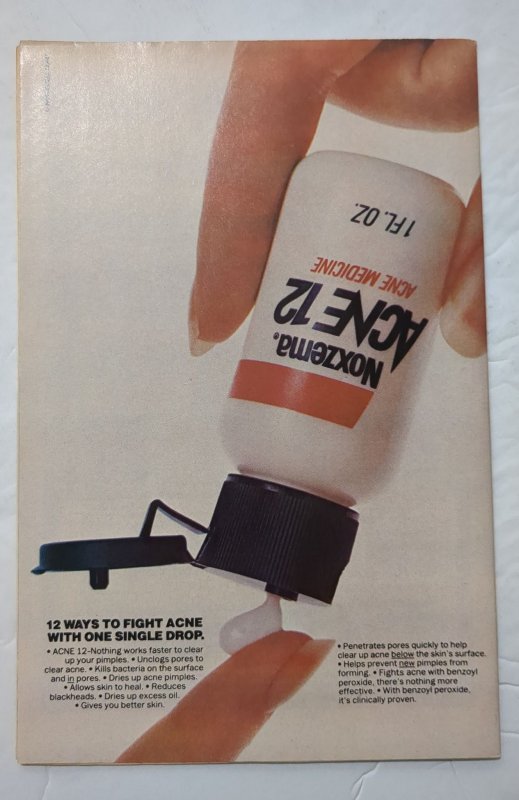 1 FL. OZ.
ACNE MEDICINE
ACNE 12
Noxzema®
12 WAYS TO FIGHT ACNE
WITH ONE SINGLE DROP.
• ACNE 12-Nothing works faster to clear
up your pimples. • Unclogs pores to
clear acne. • Kills bacteria on the surface
and in pores. • Dries up acne pimples.
• Allows skin to heal. • Reduces
blackheads. • Dries up excess oil.
• Gives you better skin.
• Penetrates pores quickly to help
clear up acne below the skin's surface.
• Helps prevent new pimples from
forming. • Fights acne with benzoyl
peroxide, there's nothing more
effective. • With benzoyl peroxide,
it's clinically proven.